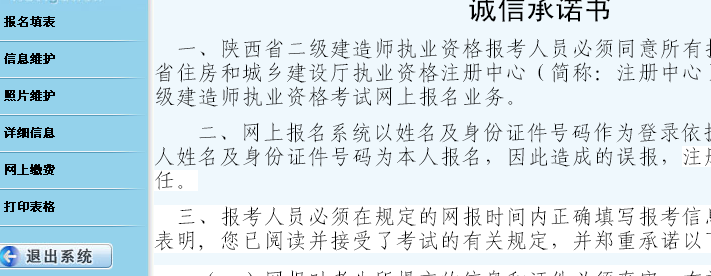 报名填表
信息维护
照片维护
详细信息
网上缴费
打印表格
退出系统
诚信承诺书
一、陕西省二级建造师执业资格报考人员必须同意所有
省住房和城乡建设厅执业资格注册中心（简称：注册中心
级建造师执业资格考试网上报名业务。
二、网上报名系统以姓名及身份证件号码作为登录依
人姓名及身份证件号码为本人报名，因此造成的误报，注
任。
三、报考人员必须在规定的网报时间内正确填写报考信
表明，您已阅读并接受了考试的有关规定，并郑重承诺以